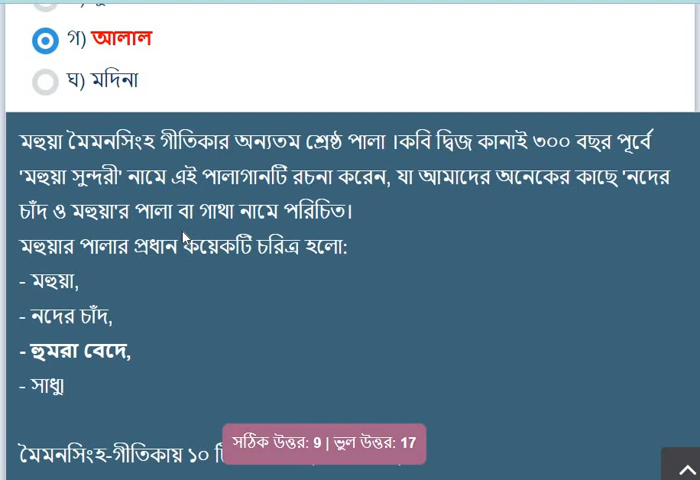 গ) আলাল
ঘ) মদিনা
মহুয়া মৈমনসিংহ গীতিকার অন্যতম শ্রেষ্ঠ পালা ।কবি দ্বিজ কানাই ৩০০ বছর পূর্বে
'মহুয়া সুন্দরী' নামে এই পালাগানটি রচনা করেন, যা আমাদের অনেকের কাছে 'নদের
চাঁদ ও মহুয়া'র পালা বা গাথা নামে পরিচিত।
মহুয়ার পালার প্রধান কয়েকটি চরিত্র হলো:
- মহুয়া,
- নদের চাঁদ,
- হুমরা বেদে,
- সাধু।
সঠিক উত্তর: 9 | ভুল উত্তর: 17
মৈমনসিংহ-গীতিকায় ১০